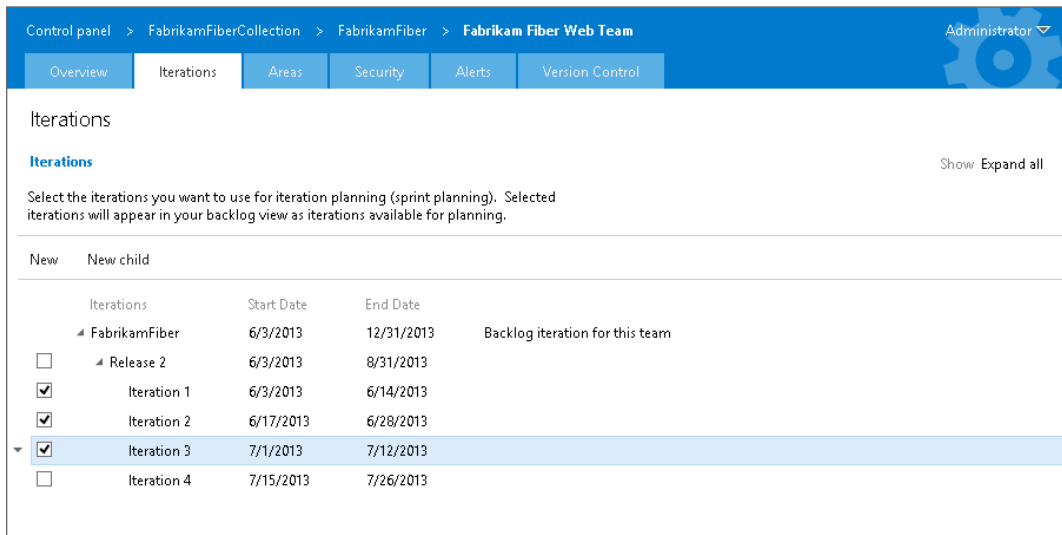 Control panel > FabrikamFiberCollection > FabrikamFiber > Fabrikam Fiber Web Team Administrator
Overview Iterations Areas Security Alerts Version Control
Iterations
Iterations Show Expand all
Select the iterations you want to use for iteration planning (sprint planning). Selected
iterations will appear in your backlog view as iterations available for planning.
New New child
Iterations Start Date End Date
FabrikamFiber 6/3/2013 12/31/2013 Backlog iteration for this team
Release 2 6/3/2013 8/31/2013
Iteration 1 6/3/2013 6/14/2013
Iteration 2 6/17/2013 6/28/2013
Iteration 3 7/1/2013 7/12/2013
Iteration 4 7/15/2013 7/26/2013